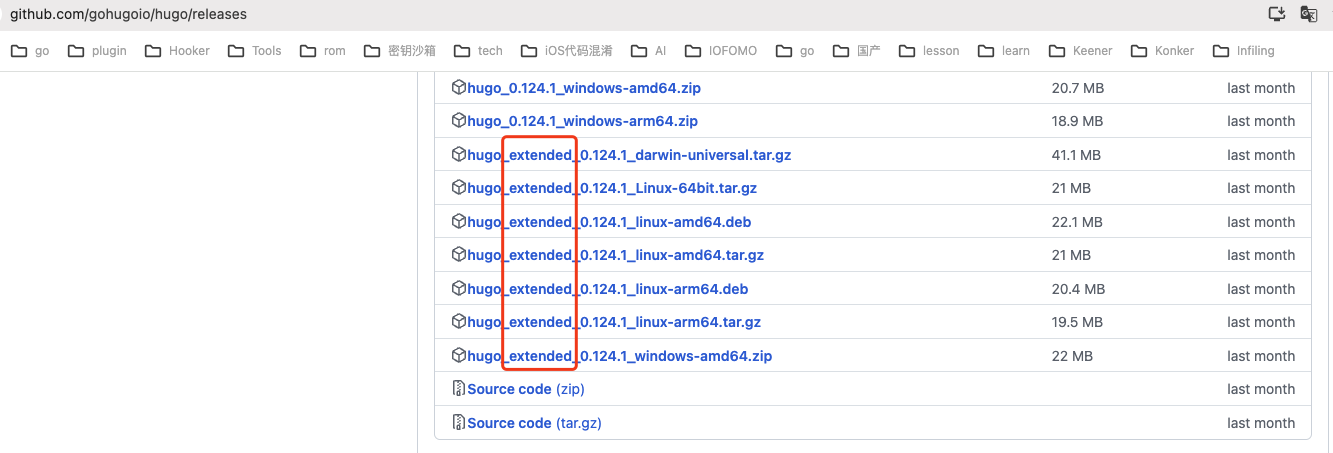 github.com/gohugoio/hugo/releases
go plugin Hooker Tools rom 密钥沙箱 tech iOS代码混淆 AI IOFOMO go 国产 lesson learn Keener Konker Infiling
hugo_0.124.1_windows-amd64.zip 20.7 MB last month
hugo_0.124.1_windows-arm64.zip 18.9 MB last month
hugo_extended_0.124.1_darwin-universal.tar.gz 41.1 MB last month
hugo_extended_0.124.1_Linux-64bit.tar.gz 21 MB last month
hugo_extended_0.124.1_linux-amd64.deb 22.1 MB last month
hugo_extended_0.124.1_linux-amd64.tar.gz 21 MB last month
hugo_extended_0.124.1_linux-arm64.deb 20.4 MB last month
hugo_extended_0.124.1_linux-arm64.tar.gz 19.5 MB last month
hugo_extended_0.124.1_windows-amd64.zip 22 MB last month
Source code (zip) last month
Source code (tar.gz) last month